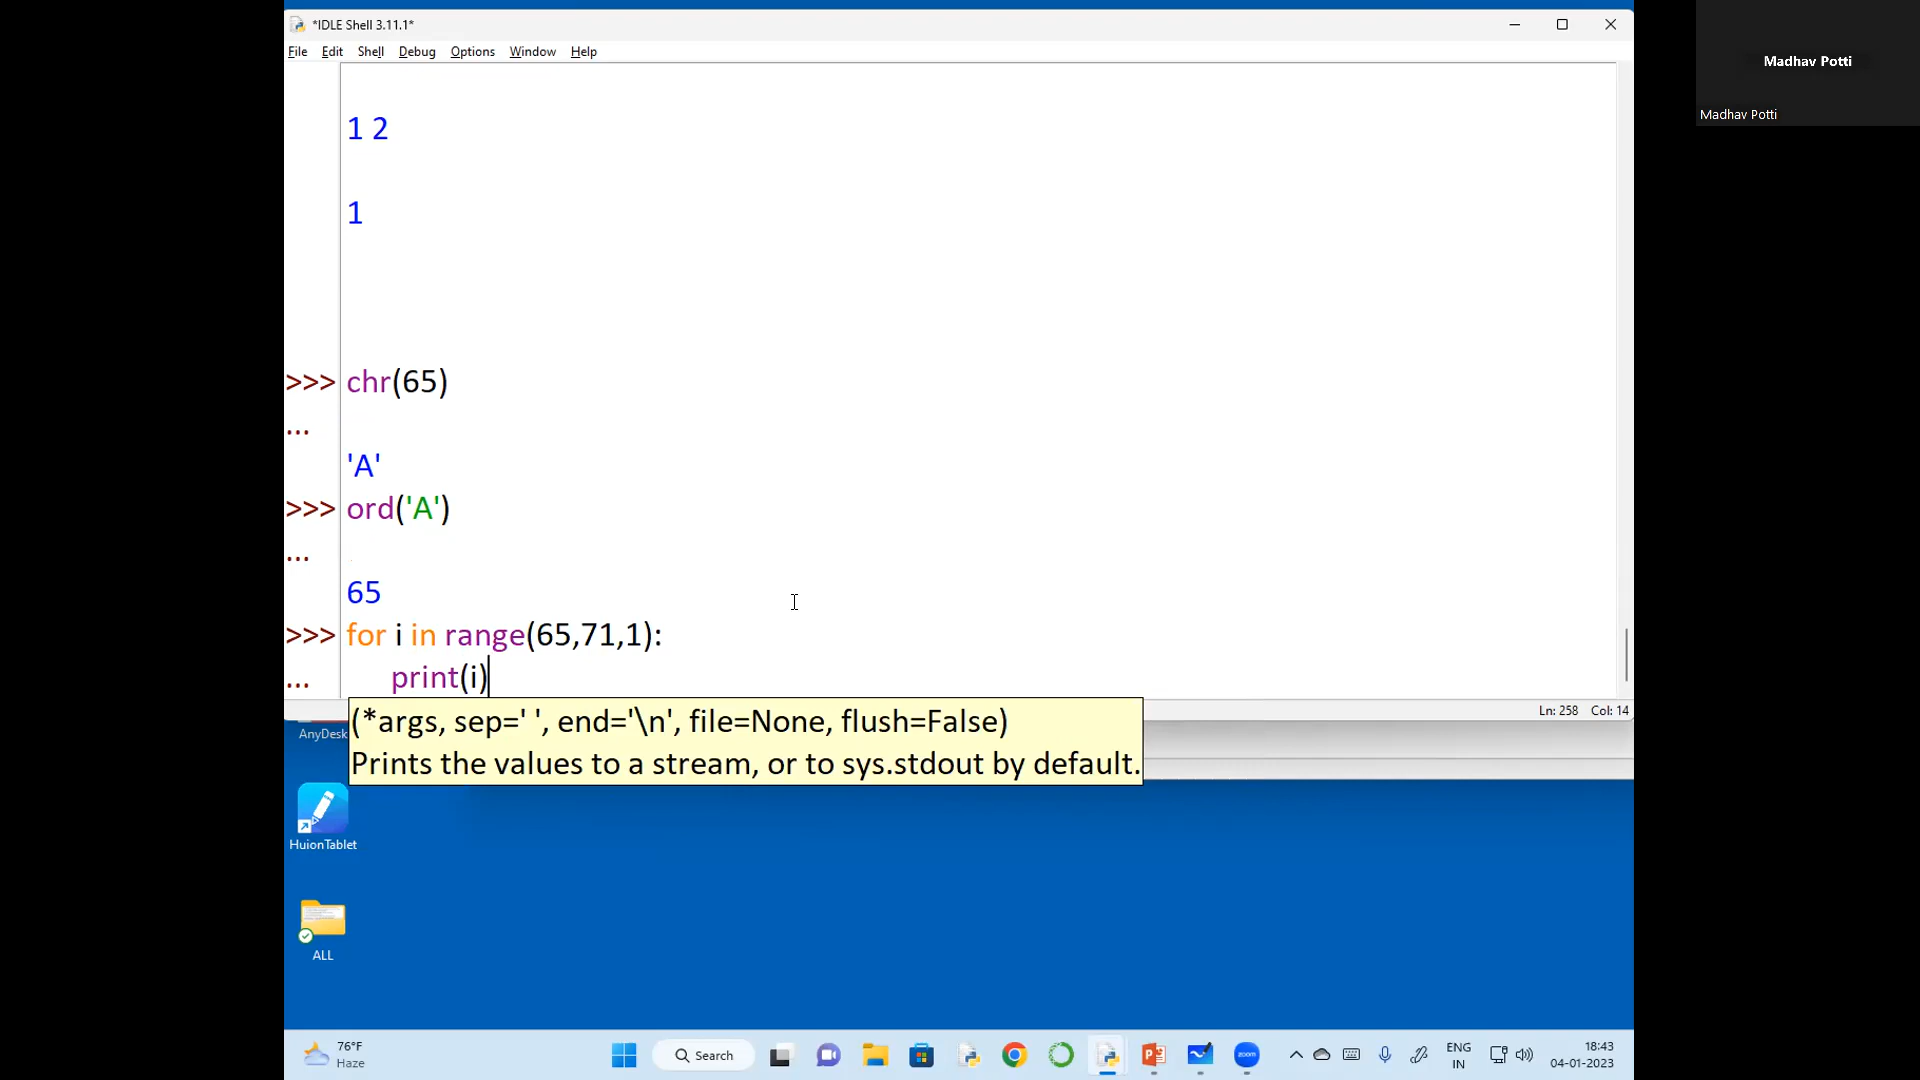 *IDLE Shell 3.11.1*
File Edit Shell Debug Options Window Help
Madhav Potti
Madhav Potti
1 2
1
>>> chr(65)
...
'A'
>>> ord('A')
...
65
>>> for i in range(65,71,1):
... print(i)
(*args, sep=' ', end='\n', file=None, flush=False)
Prints the values to a stream, or to sys.stdout by default.
Ln: 258 Col: 14
AnyDesk
HuionTablet
ALL
76°F
Haze
Search
zoom
ENG
IN
18:43
04-01-2023